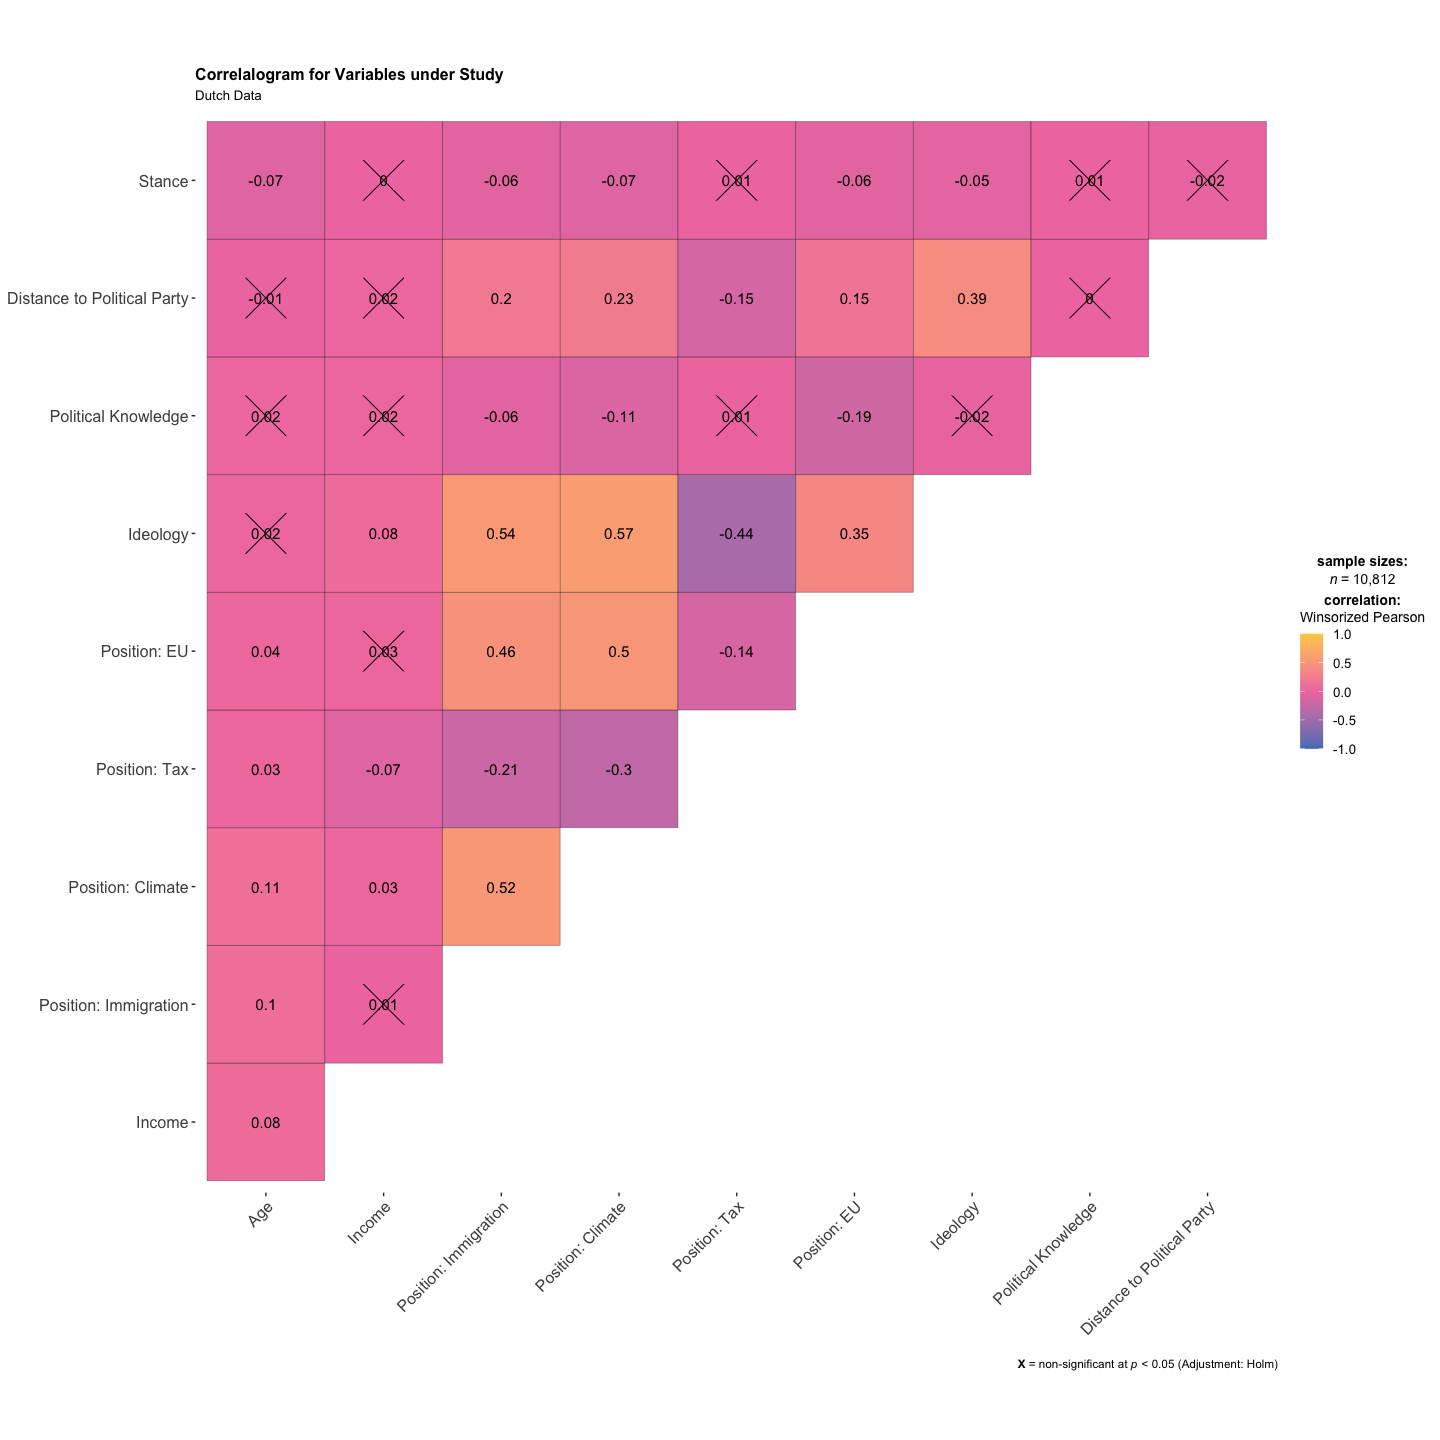 Correlalogram for Variables under Study
Dutch Data
Stance
-0.07 0 -0.06 -0.07 0.01 -0.06 -0.05 0.01 -0.02
Distance to Political Party
-0.01 0.02 0.2 0.23 -0.15 0.15 0.39 0
Political Knowledge
0.02 0.02 -0.06 -0.11 0.01 -0.19 -0.02
Ideology
0.02 0.08 0.54 0.57 -0.44 0.35
Position: EU
0.04 0.03 0.46 0.5 -0.14
Position: Tax
0.03 -0.07 -0.21 -0.3
Position: Climate
0.11 0.03 0.52
Position: Immigration
0.1 0.01
Income
0.08
Age
Income
Position: Immigration
Position: Climate
Position: Tax
Position: EU
Ideology
Political Knowledge
Distance to Political Party
sample sizes:
n = 10,812
correlation:
Winsorized Pearson
1.0
0.5
0.0
-0.5
-1.0
X = non-significant at p < 0.05 (Adjustment: Holm)